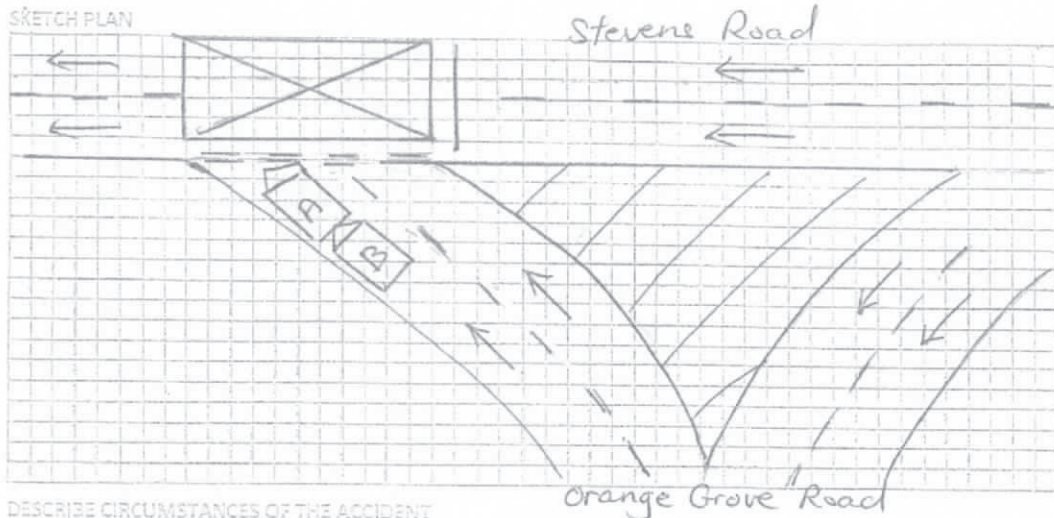 SKETCH PLAN
Stevens Road
A
B
Orange Grove Road
DESCRIBE CIRCUMSTANCES OF THE ACCIDENT